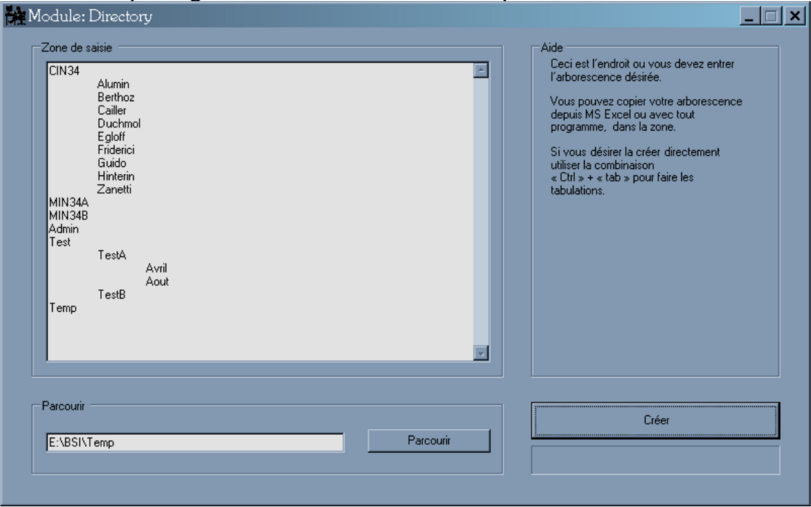 Module: Directory
Zone de saisie
CIN34
Alumin
Berthoz
Cailler
Duchmol
Egloff
Friderici
Guido
Hinterin
Zanetti
MIN34A
MIN34B
Admin
Test
TestA
Avril
Aout
TestB
Temp
Aide
Ceci est l'endroit ou vous devez entrer
l'arborescence désirée.
Vous pouvez copier votre arborescence
depuis MS Excel ou avec tout
programme, dans la zone.
Si vous désirer la créer directement
utiliser la combinaison
« Ctrl » + « tab » pour faire les
tabulations.
Parcourir
E:\BSI\Temp
Parcourir
Créer